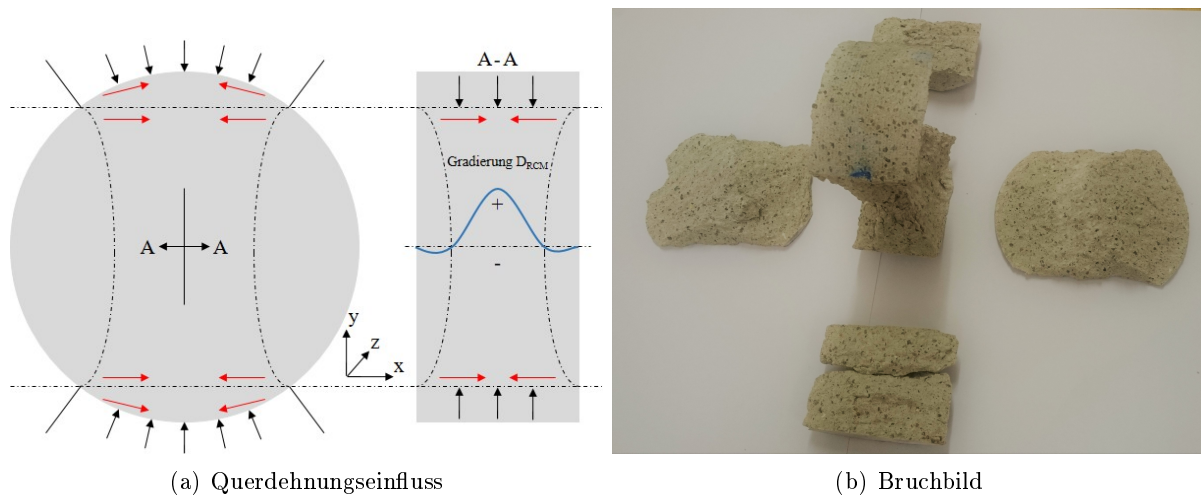 A-A
Gradierung D_RCM
+
A A
-
y
z
x
(a) Querdehnungseinfluss
(b) Bruchbild